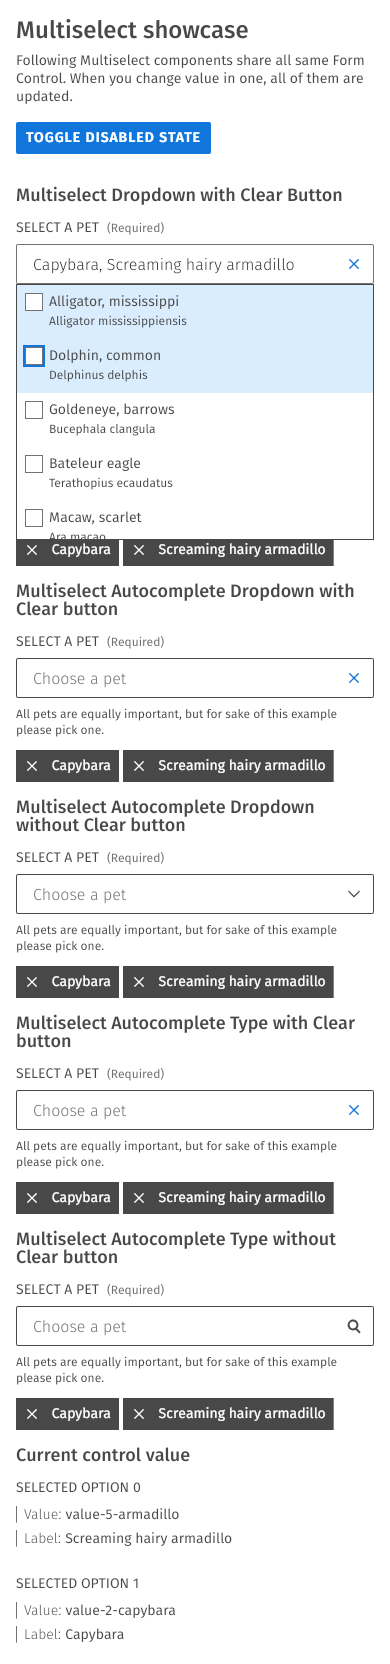 Multiselect showcase
Following Multiselect components share all same Form
Control. When you change value in one, all of them are
updated.
TOGGLE DISABLED STATE
Multiselect Dropdown with Clear Button
SELECT A PET (Required)
Capybara, Screaming hairy armadillo
Alligator, mississippi
Alligator mississippiensis
Dolphin, common
Delphinus delphis
Goldeneye, barrows
Bucephala clangula
Bateleur eagle
Terathopius ecaudatus
Macaw, scarlet
Ara macao
Capybara Screaming hairy armadillo
Multiselect Autocomplete Dropdown with
Clear button
SELECT A PET (Required)
Choose a pet
All pets are equally important, but for sake of this example
please pick one.
Capybara Screaming hairy armadillo
Multiselect Autocomplete Dropdown
without Clear button
SELECT A PET (Required)
Choose a pet
All pets are equally important, but for sake of this example
please pick one.
Capybara Screaming hairy armadillo
Multiselect Autocomplete Type with Clear
button
SELECT A PET (Required)
Choose a pet
All pets are equally important, but for sake of this example
please pick one.
Capybara Screaming hairy armadillo
Multiselect Autocomplete Type without
Clear button
SELECT A PET (Required)
Choose a pet
All pets are equally important, but for sake of this example
please pick one.
Capybara Screaming hairy armadillo
Current control value
SELECTED OPTION 0
Value: value-5-armadillo
Label: Screaming hairy armadillo
SELECTED OPTION 1
Value: value-2-capybara
Label: Capybara